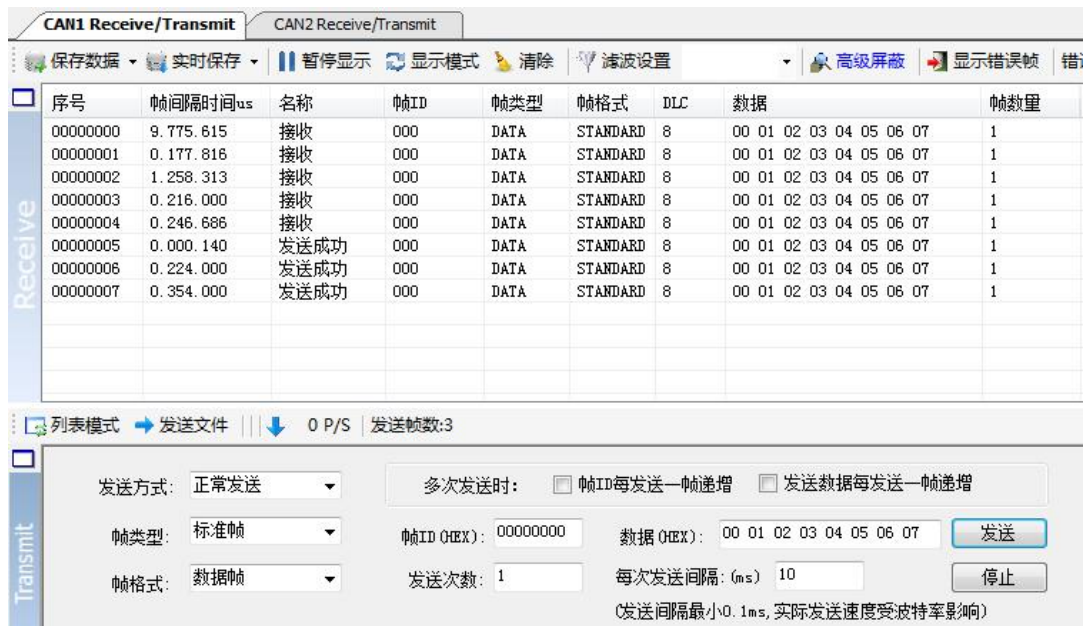 CAN1 Receive/Transmit CAN2 Receive/Transmit
保存数据 实时保存 暂停显示 显示模式 清除 滤波设置 高级屏蔽 显示错误帧
序号 帧间隔时间us 名称 帧ID 帧类型 帧格式 DLC 数据 帧数量
00000000 9.775.615 接收 000 DATA STANDARD 8 00 01 02 03 04 05 06 07 1
00000001 0.177.816 接收 000 DATA STANDARD 8 00 01 02 03 04 05 06 07 1
00000002 1.258.313 接收 000 DATA STANDARD 8 00 01 02 03 04 05 06 07 1
00000003 0.216.000 接收 000 DATA STANDARD 8 00 01 02 03 04 05 06 07 1
00000004 0.246.686 接收 000 DATA STANDARD 8 00 01 02 03 04 05 06 07 1
00000005 0.000.140 发送成功 000 DATA STANDARD 8 00 01 02 03 04 05 06 07 1
00000006 0.224.000 发送成功 000 DATA STANDARD 8 00 01 02 03 04 05 06 07 1
00000007 0.354.000 发送成功 000 DATA STANDARD 8 00 01 02 03 04 05 06 07 1
Receive
列表模式 发送文件 0 P/S 发送帧数:3
发送方式: 正常发送 多次发送时: 帧ID每发送一帧递增 发送数据每发送一帧递增
帧类型: 标准帧 帧ID(HEX): 00000000 数据(HEX): 00 01 02 03 04 05 06 07 发送
帧格式: 数据帧 发送次数: 1 每次发送间隔:(ms) 10 停止
(发送间隔最小0.1ms,实际发送速度受波特率影响)
Transmit